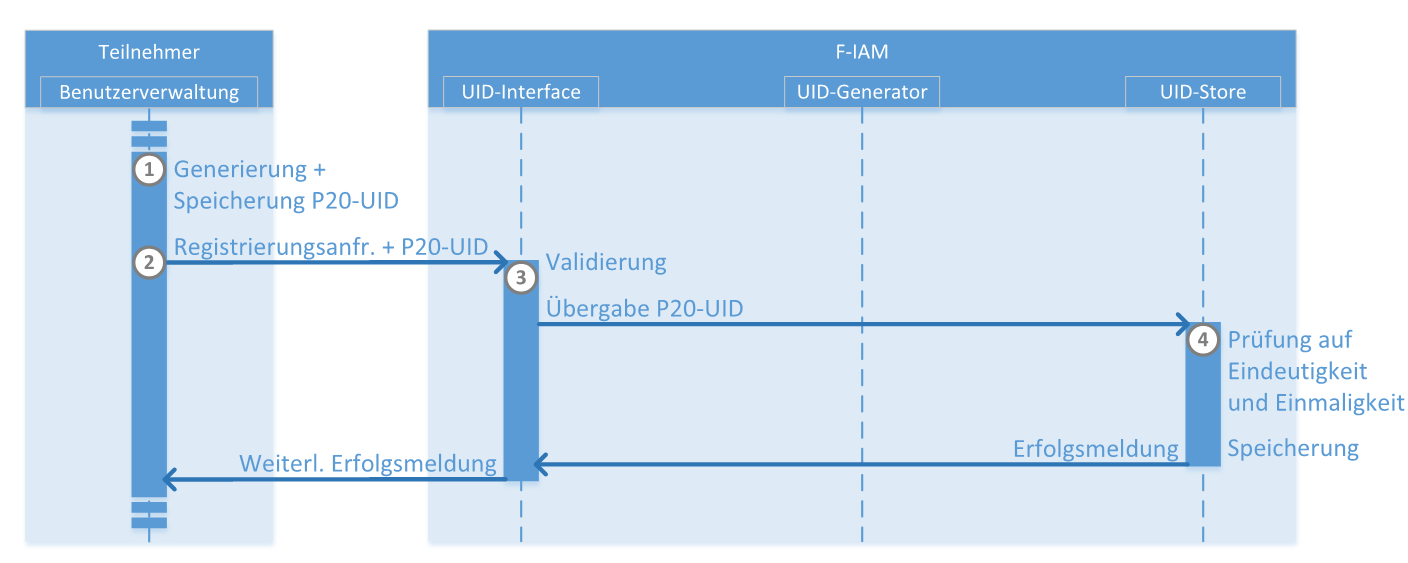 Teilnehmer
F-IAM
Benutzerverwaltung
UID-Interface
UID-Generator
UID-Store
1
Generierung +
Speicherung P20-UID
Registrierungsanfr. + P20-UID
2
3
Validierung
Übergabe P20-UID
4
Prüfung auf
Eindeutigkeit
und Einmaligkeit
Erfolgsmeldung
Speicherung
Weiterl. Erfolgsmeldung